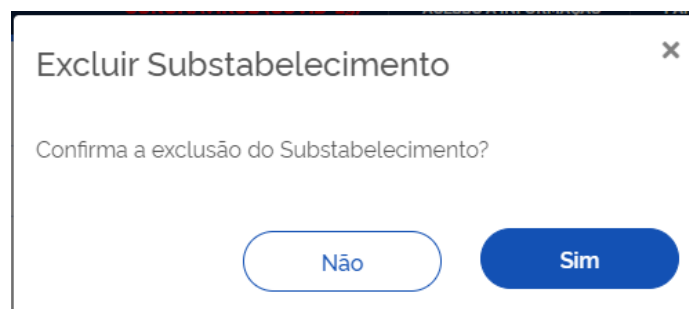 Excluir Substabelecimento
×
Confirma a exclusão do Substabelecimento?
Não
Sim